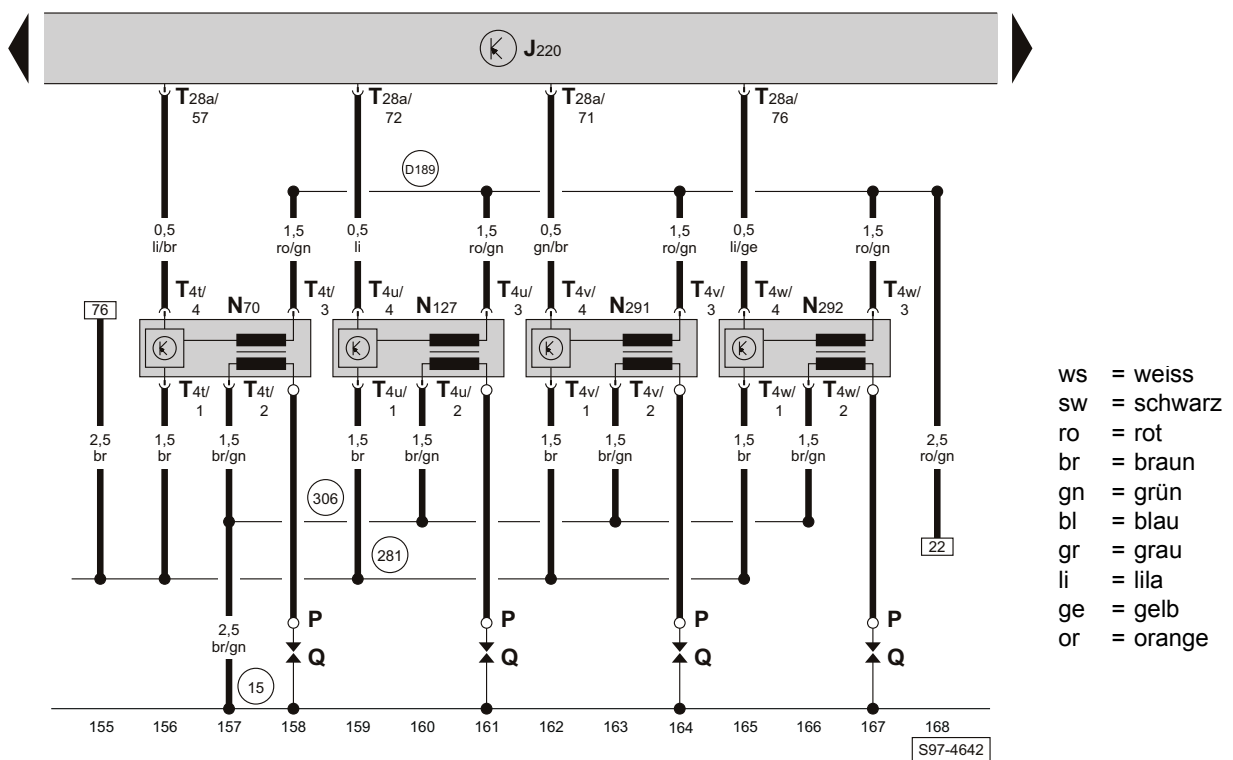 J220
T28a/ T28a/ T28a/ T28a/
57 72 71 76
D189
0,5 1,5 0,5 1,5 0,5 1,5 0,5 1,5
li/br ro/gn li ro/gn gn/br ro/gn li/ge ro/gn
T4t/ N70 T4t/ T4u/ N127 T4u/ T4v/ N291 T4v/ T4w/ N292 T4w/
4 3 4 3 4 3 4 3
76
T4t/ T4t/ T4u/ T4u/ T4v/ T4v/ T4w/ T4w/
1 2 1 2 1 2 1 2
2,5 1,5 1,5 1,5 1,5 1,5 1,5 1,5 1,5 2,5
br br br/gn br br/gn br br/gn br br/gn ro/gn
306
281
22
P P P P
2,5
br/gn
Q Q Q Q
15
155 156 157 158 159 160 161 162 163 164 165 166 167 168
S97-4642
ws = weiss
sw = schwarz
ro = rot
br = braun
gn = grün
bl = blau
gr = grau
li = lila
ge = gelb
or = orange